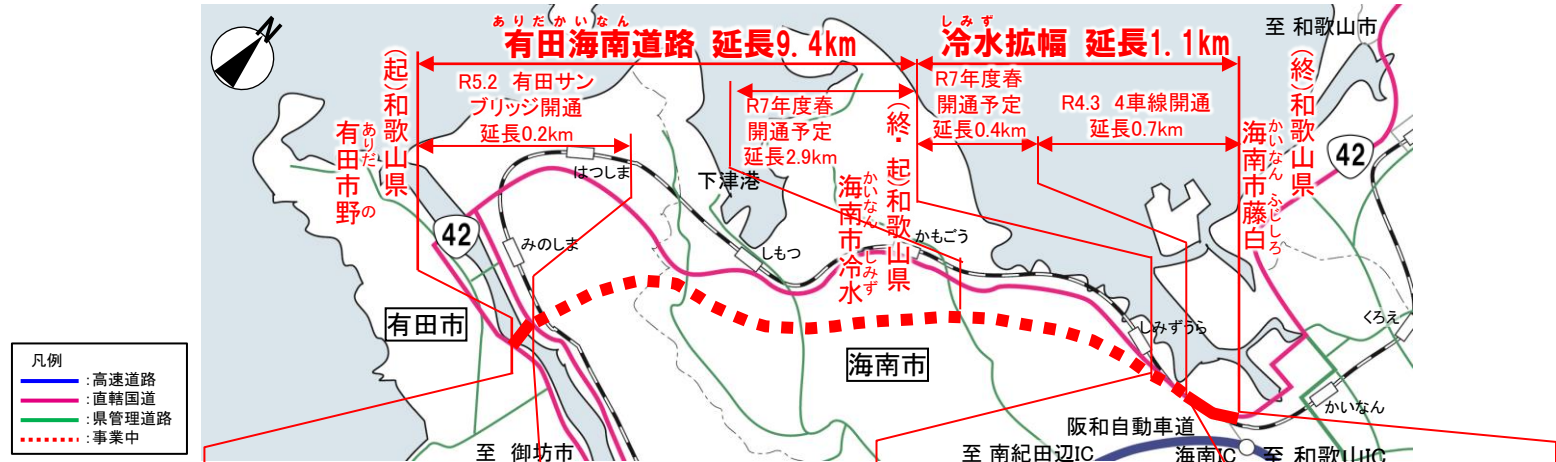 ありだかいなん
有田海南道路 延長9.4km
しみず
冷水拡幅 延長1.1km
至 和歌山市
N
(起)和歌山県
有田市野
ありだ の
R5.2 有田サン
ブリッジ開通
延長0.2km
R7年度春
開通予定
延長2.9km
(終・起)和歌山県
海南市冷水
かいなん しみず
R7年度春
開通予定
延長0.4km
R4.3 4車線開通
延長0.7km
(終)和歌山県
海南市藤白
かいなん ふじしろ
42
はつしま
下津港
42
みのしま
しもつ
かもごう
有田市
しみずうら
くろえ
海南市
かいなん
阪和自動車道
至 御坊市
至 南紀田辺IC
海南IC
至 和歌山IC
凡例
:高速道路
:直轄国道
:県管理道路
:事業中